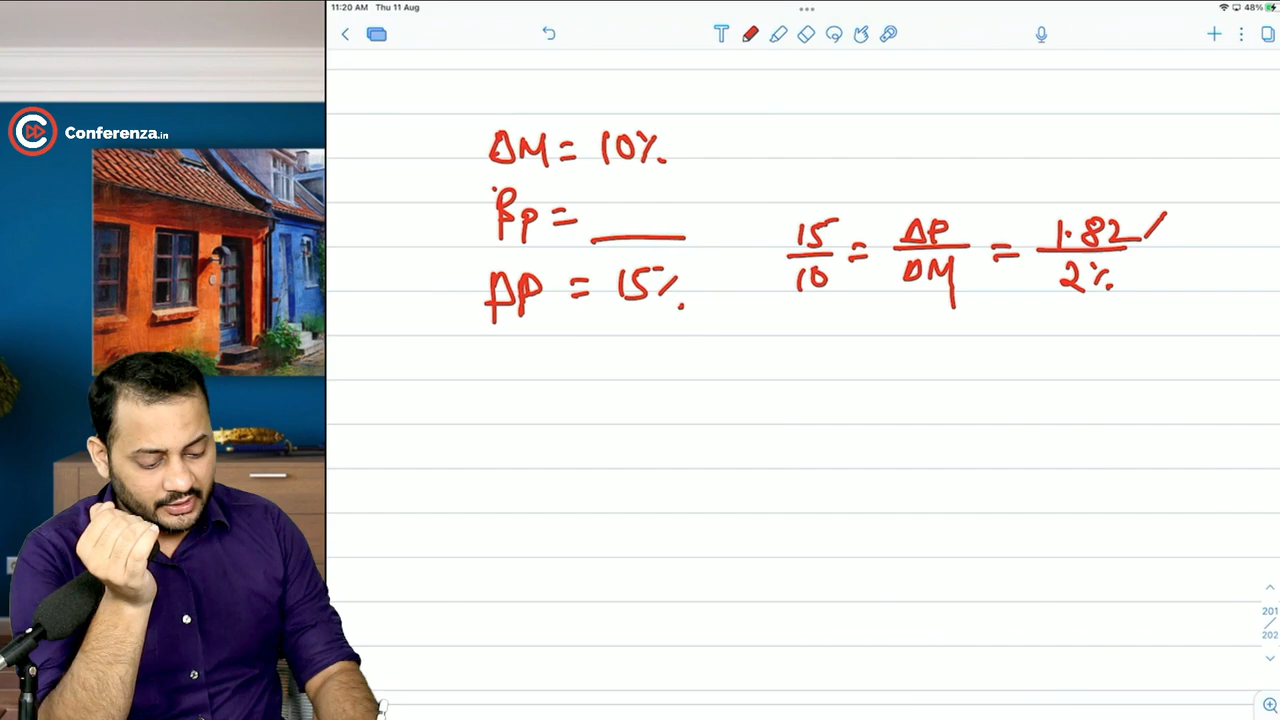 11:20 AM Thu 11 Aug
48%
Conferenza.in
ΔM = 10%.
βp = ____
ΔP = 15%.
15/10 = ΔP/ΔM = 1.82/2%.
201
202